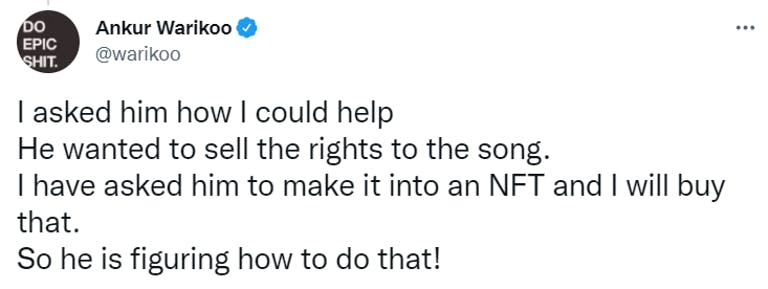 DO
EPIC
SHIT.
Ankur Warikoo
@warikoo
I asked him how I could help
He wanted to sell the rights to the song.
I have asked him to make it into an NFT and I will buy
that.
So he is figuring how to do that!